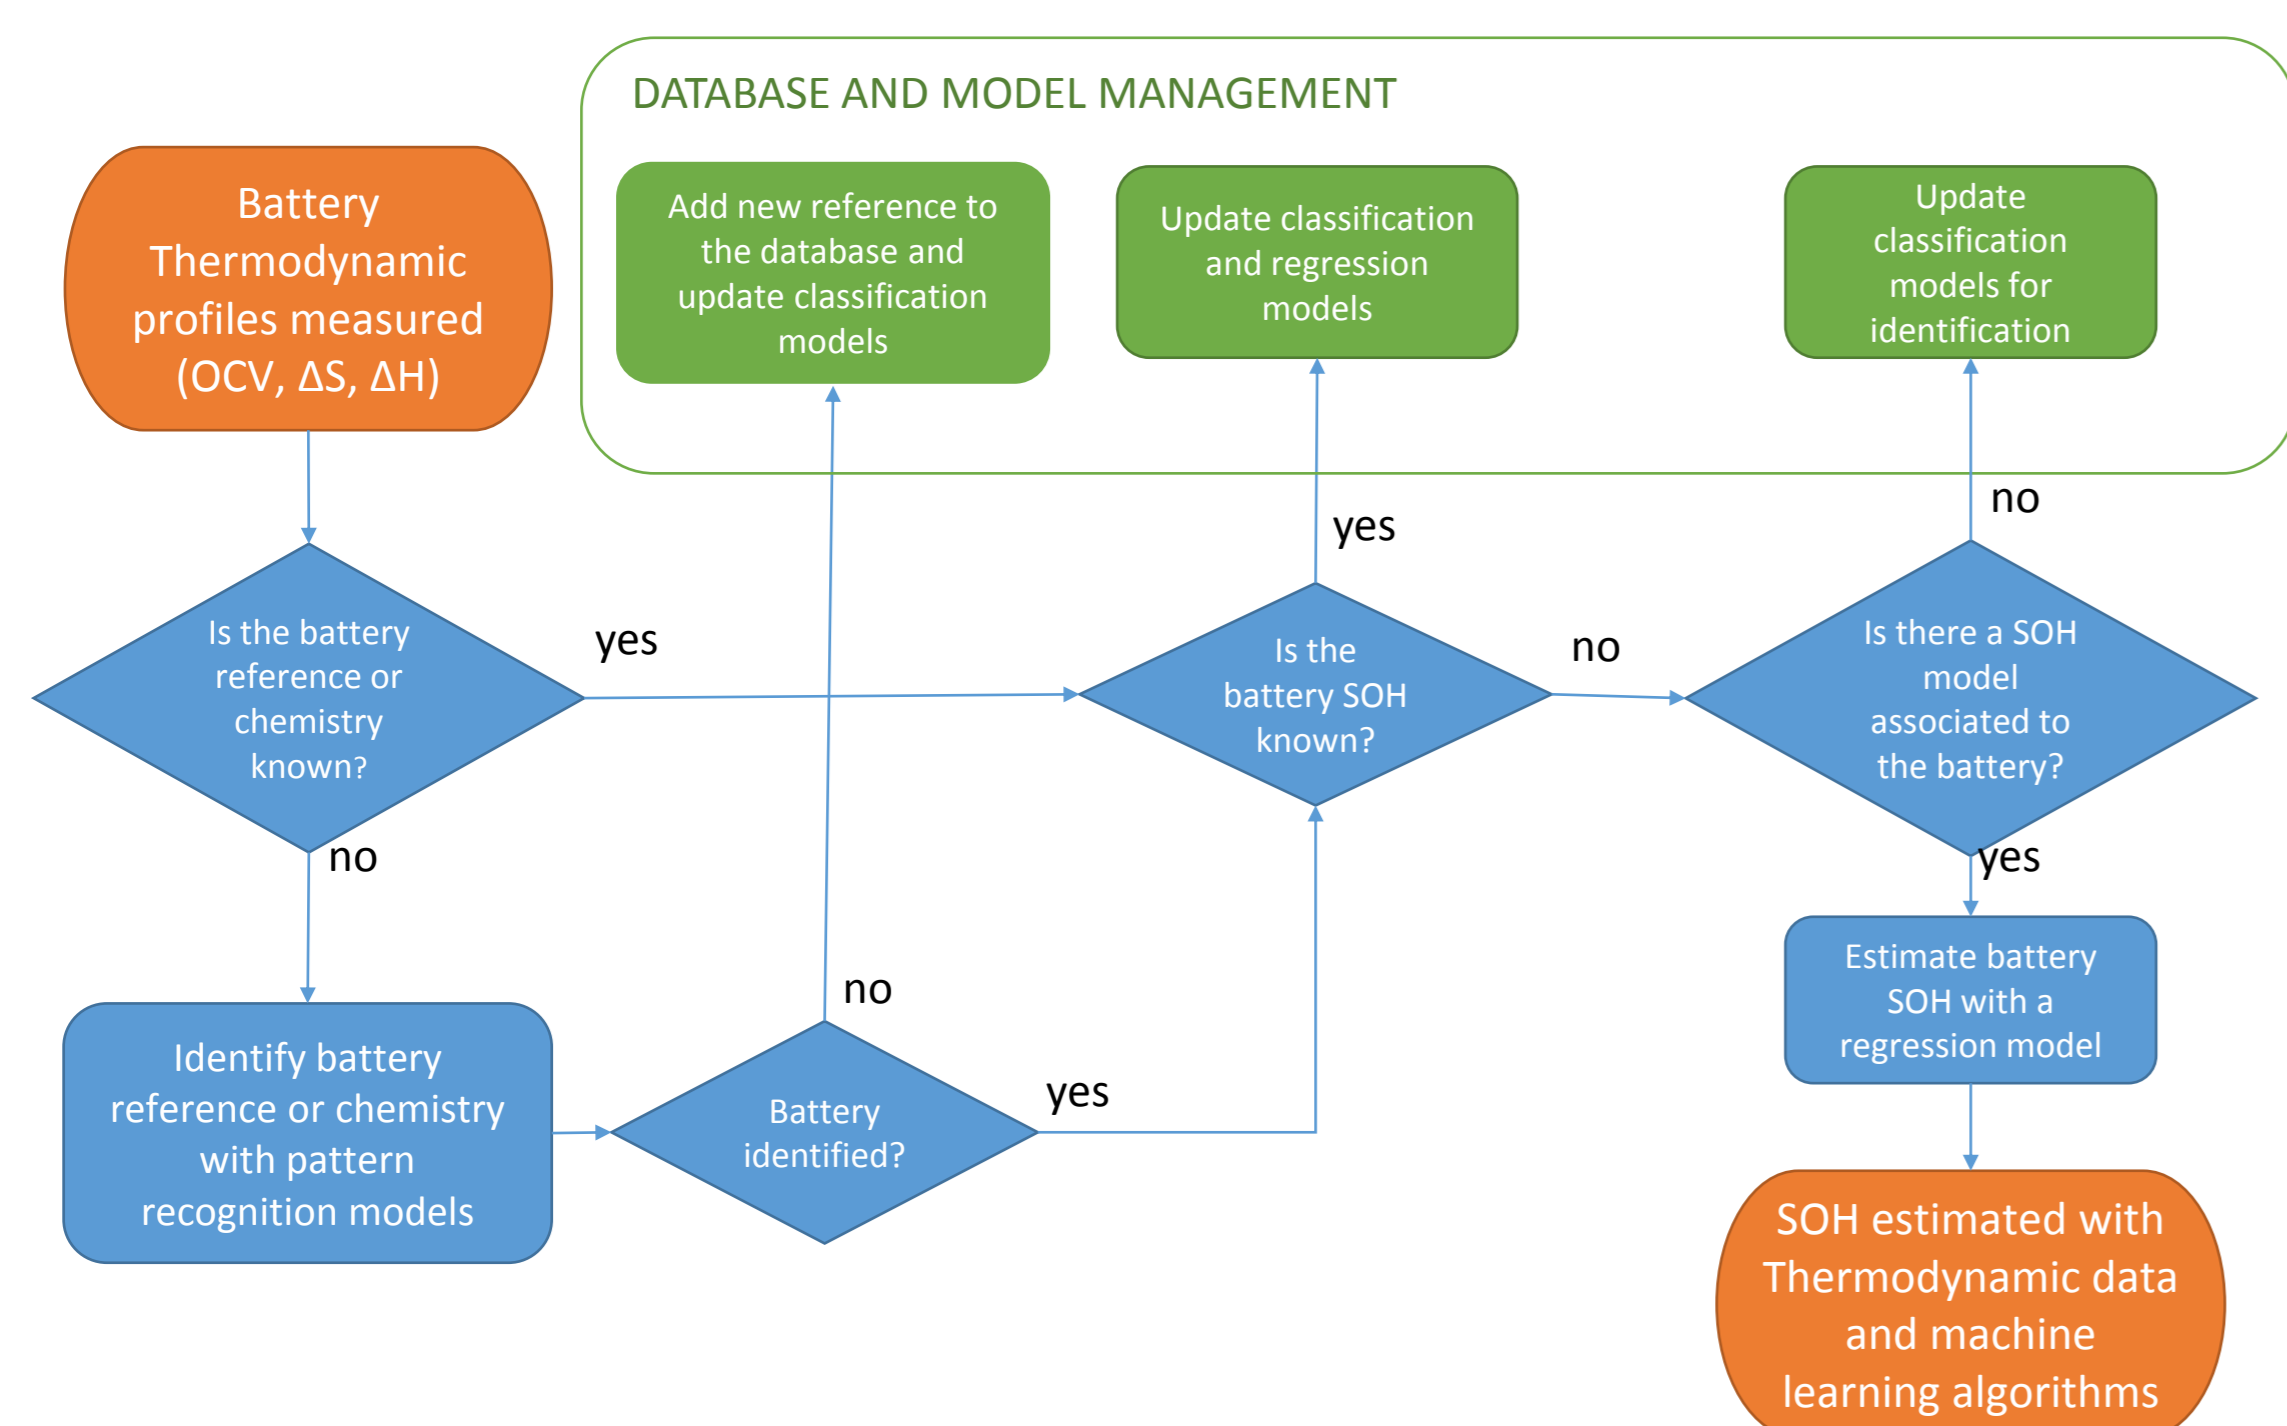 DATABASE AND MODEL MANAGEMENT
Battery
Thermodynamic
profiles measured
(OCV, ΔS, ΔH)
Add new reference to
the database and
update classification
models
Update classification
and regression
models
Update
classification
models for
identification
no
yes
Is the battery
reference or
chemistry
known?
yes
Is the
battery SOH
known?
no
Is there a SOH
model
associated to
the battery?
no
yes
Identify battery
reference or chemistry
with pattern
recognition models
no
Battery
identified?
yes
Estimate battery
SOH with a
regression model
SOH estimated with
Thermodynamic data
and machine
learning algorithms